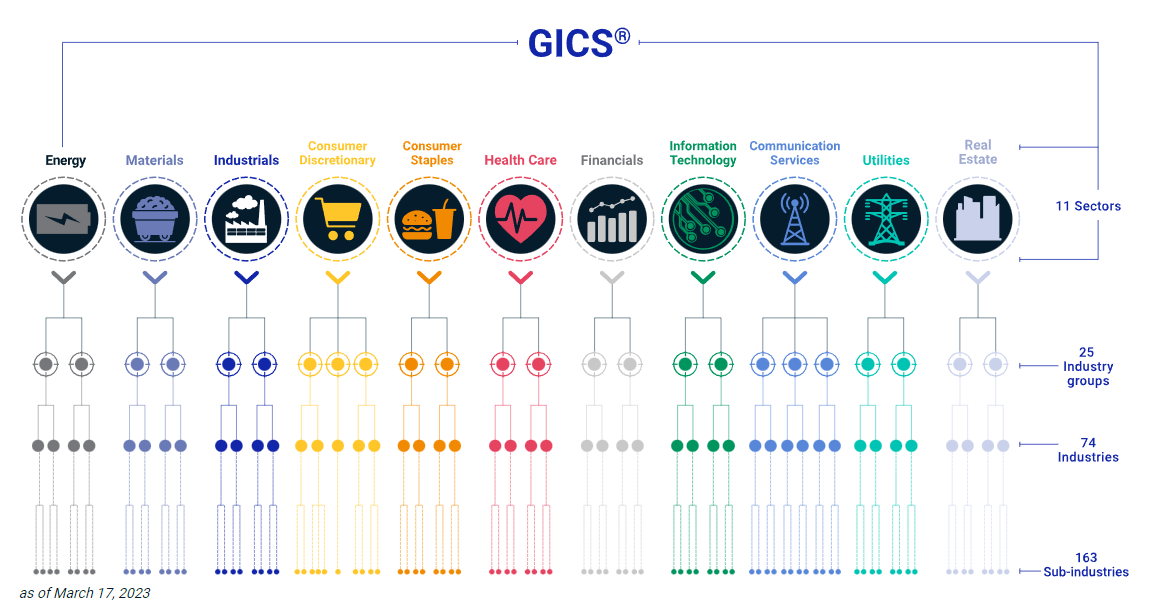 GICS®
Energy
Materials
Industrials
Consumer
Discretionary
Consumer
Staples
Health Care
Financials
Information
Technology
Communication
Services
Utilities
Real
Estate
11 Sectors
25
Industry
groups
74
Industries
163
Sub-industries
as of March 17, 2023